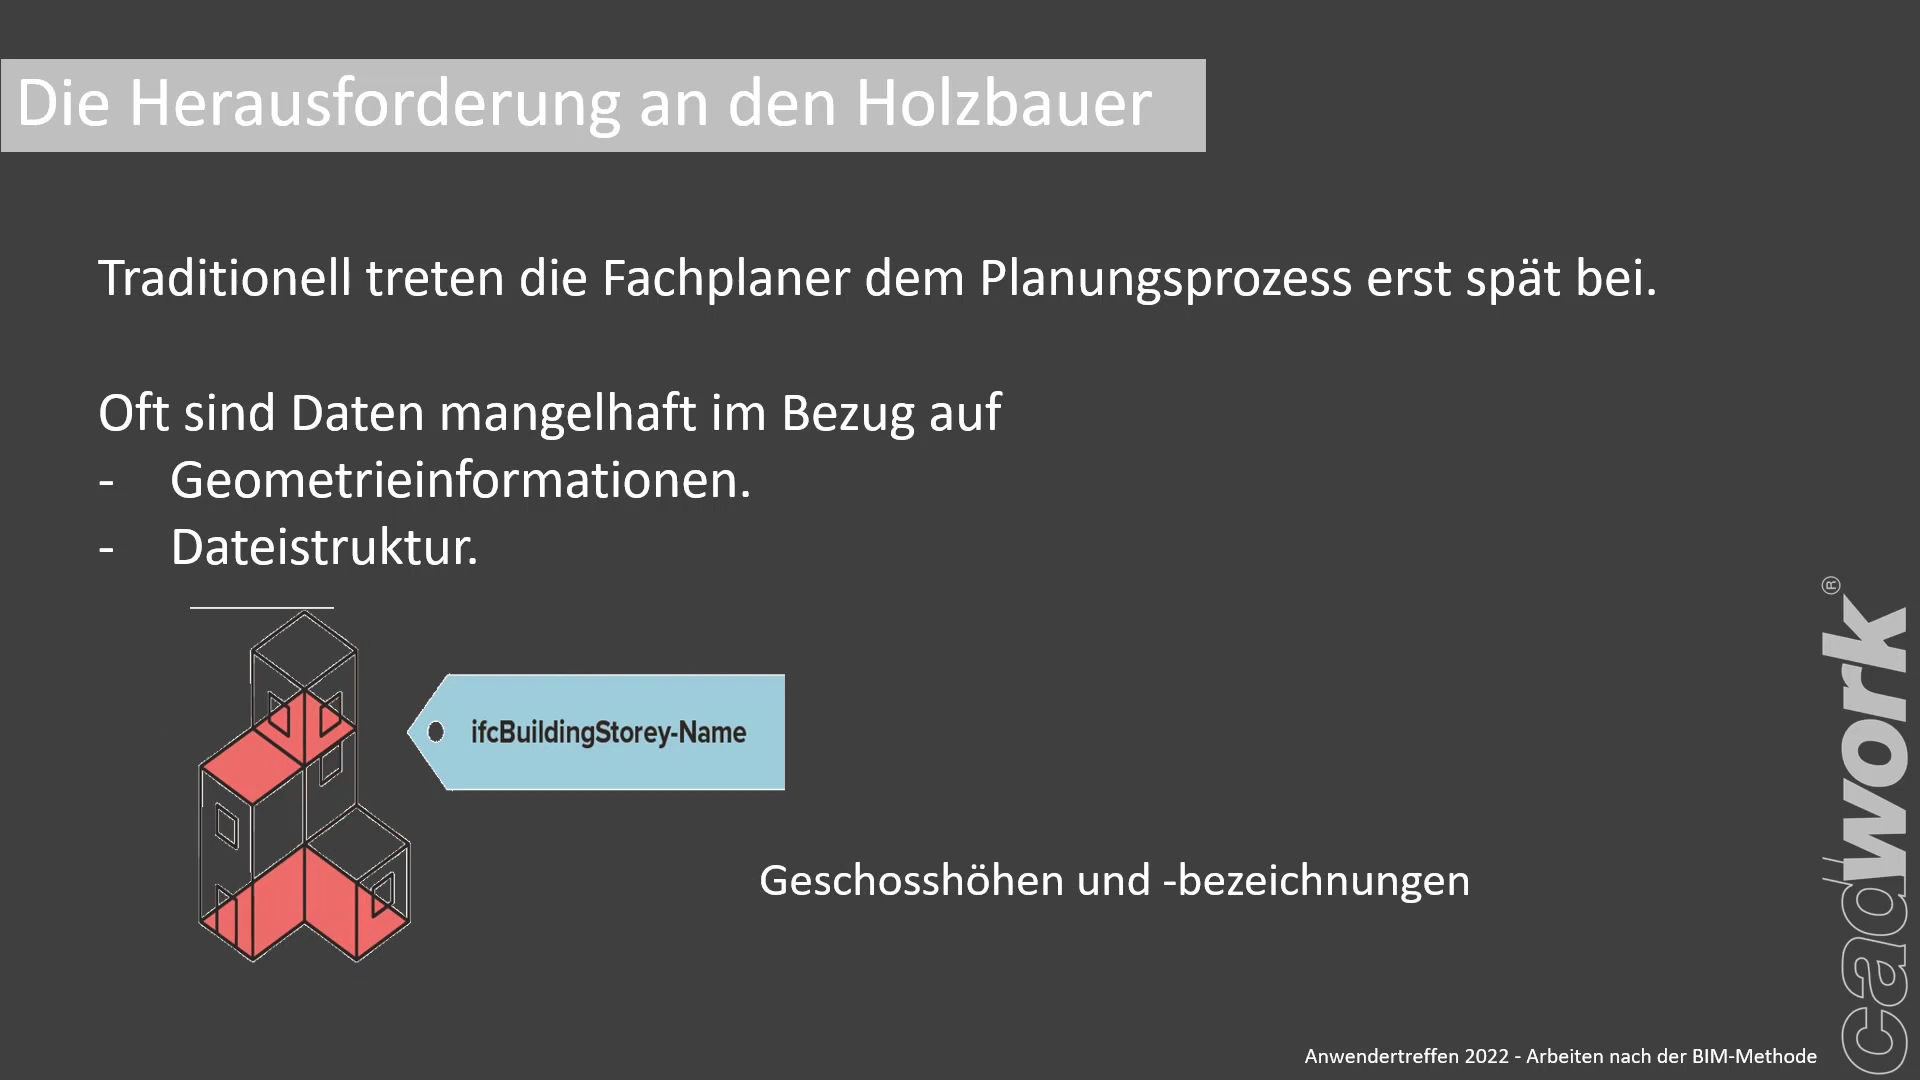 Die Herausforderung an den Holzbauer
Traditionell treten die Fachplaner dem Planungsprozess erst spät bei.
Oft sind Daten mangelhaft im Bezug auf
- Geometrieinformationen.
- Dateistruktur.
ifcBuildingStorey-Name
Geschosshöhen und -bezeichnungen
cadwork®
Anwendertreffen 2022 - Arbeiten nach der BIM-Methode